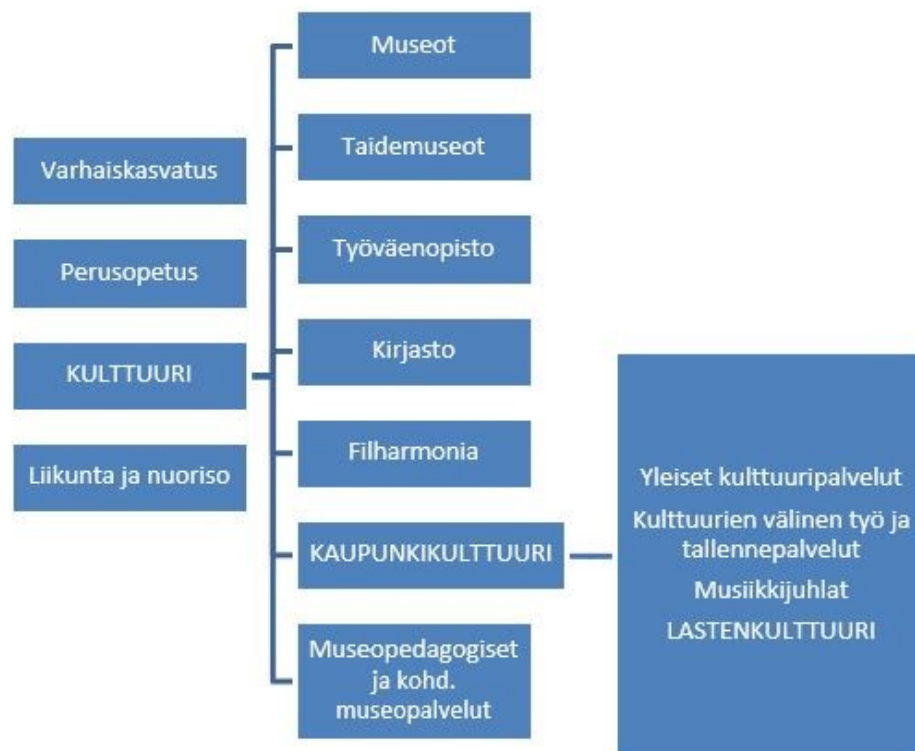 Varhaiskasvatus
Perusopetus
KULTTUURI
Liikunta ja nuoriso
Museot
Taidemuseot
Työväenopisto
Kirjasto
Filharmonia
KAUPUNKIKULTTUURI
Museopedagogiset
ja kohd.
museopalvelut
Yleiset kulttuuripalvelut
Kulttuurien välinen työ ja
tallennepalvelut
Musiikkijuhlat
LASTENKULTTUURI